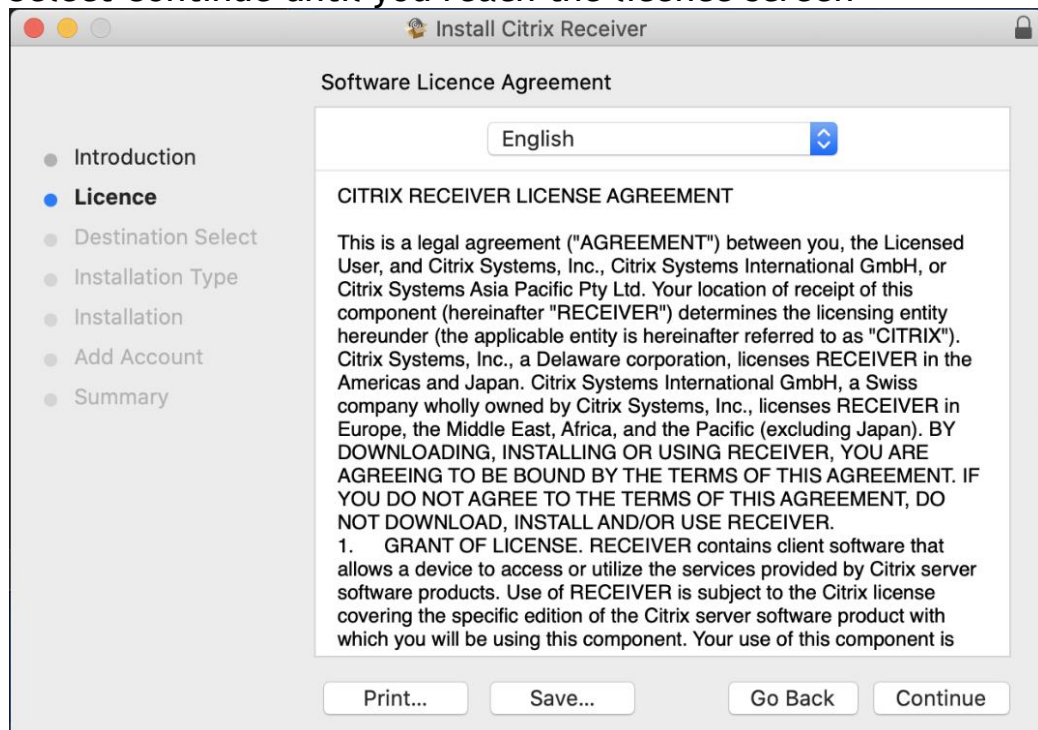 select continue until you reach the license screen
Install Citrix Receiver
Software Licence Agreement
English
Introduction
Licence
Destination Select
Installation Type
Installation
Add Account
Summary
CITRIX RECEIVER LICENSE AGREEMENT
This is a legal agreement ("AGREEMENT") between you, the Licensed
User, and Citrix Systems, Inc., Citrix Systems International GmbH, or
Citrix Systems Asia Pacific Pty Ltd. Your location of receipt of this
component (hereinafter "RECEIVER") determines the licensing entity
hereunder (the applicable entity is hereinafter referred to as "CITRIX").
Citrix Systems, Inc., a Delaware corporation, licenses RECEIVER in the
Americas and Japan. Citrix Systems International GmbH, a Swiss
company wholly owned by Citrix Systems, Inc., licenses RECEIVER in
Europe, the Middle East, Africa, and the Pacific (excluding Japan). BY
DOWNLOADING, INSTALLING OR USING RECEIVER, YOU ARE
AGREEING TO BE BOUND BY THE TERMS OF THIS AGREEMENT. IF
YOU DO NOT AGREE TO THE TERMS OF THIS AGREEMENT, DO
NOT DOWNLOAD, INSTALL AND/OR USE RECEIVER.
1. GRANT OF LICENSE. RECEIVER contains client software that
allows a device to access or utilize the services provided by Citrix server
software products. Use of RECEIVER is subject to the Citrix license
covering the specific edition of the Citrix server software product with
which you will be using this component. Your use of this component is
Print...
Save...
Go Back
Continue